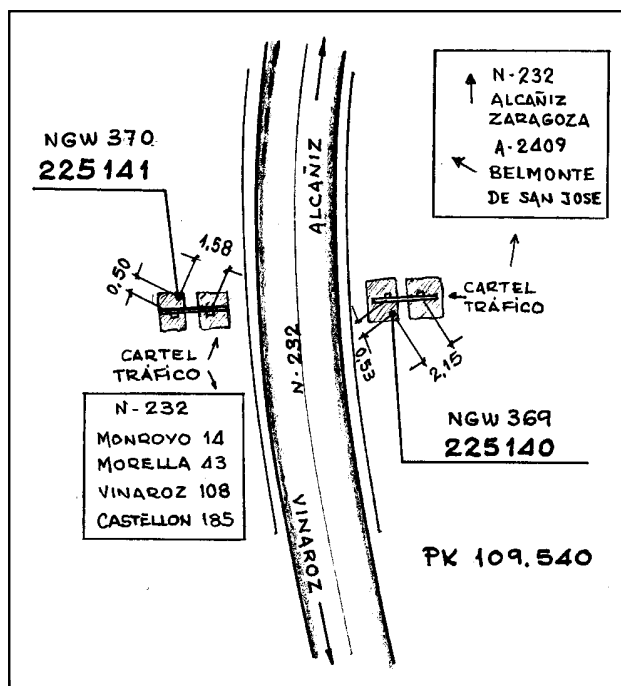 NGW 370
225141
0,50
1,58
CARTEL
TRÁFICO
N-232
MONROYO 14
MORELLA 43
VINAROZ 108
CASTELLON 185
ALCAÑIZ
N-232
VINAROZ
N-232
ALCAÑIZ
ZARAGOZA
A-2409
BELMONTE
DE SAN JOSE
CARTEL
TRÁFICO
0,53
2,15
NGW 369
225140
PK 109.540